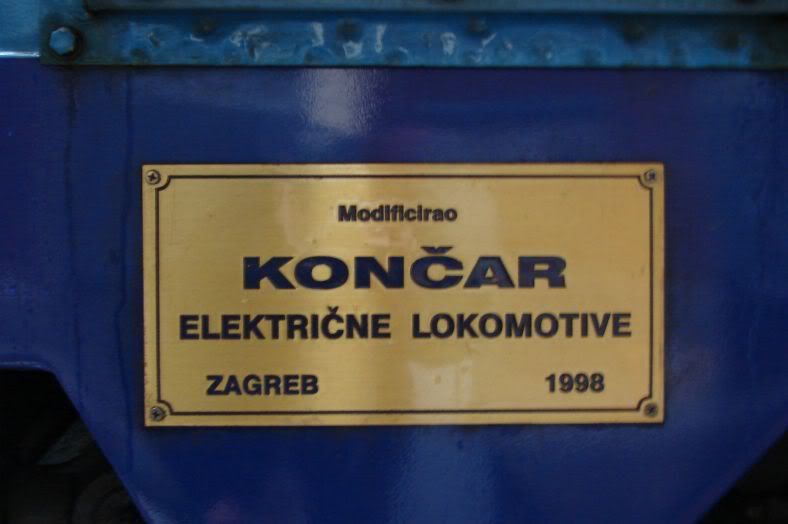 Modificirao
KONČAR
ELEKTRIČNE LOKOMOTIVE
ZAGREB 1998